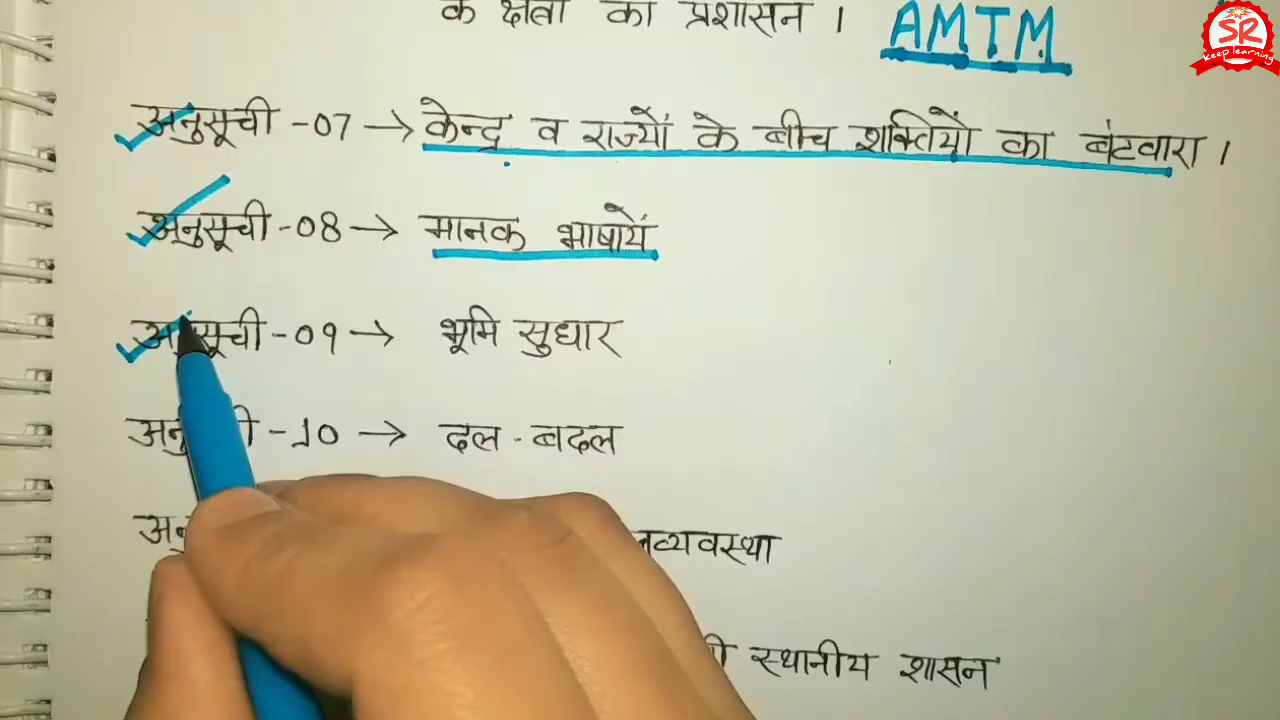 के क्षेत्रों का प्रशासन । AMTM
SR
keep learning
अनुसूची -07 → केन्द्र व राज्यों के बीच शक्तियों का बंटवारा ।
अनुसूची -08 → मानक भाषायें
अनुसूची -09 → भूमि सुधार
अनुसूची -10 → दल - बदल
स्थानीय शासन